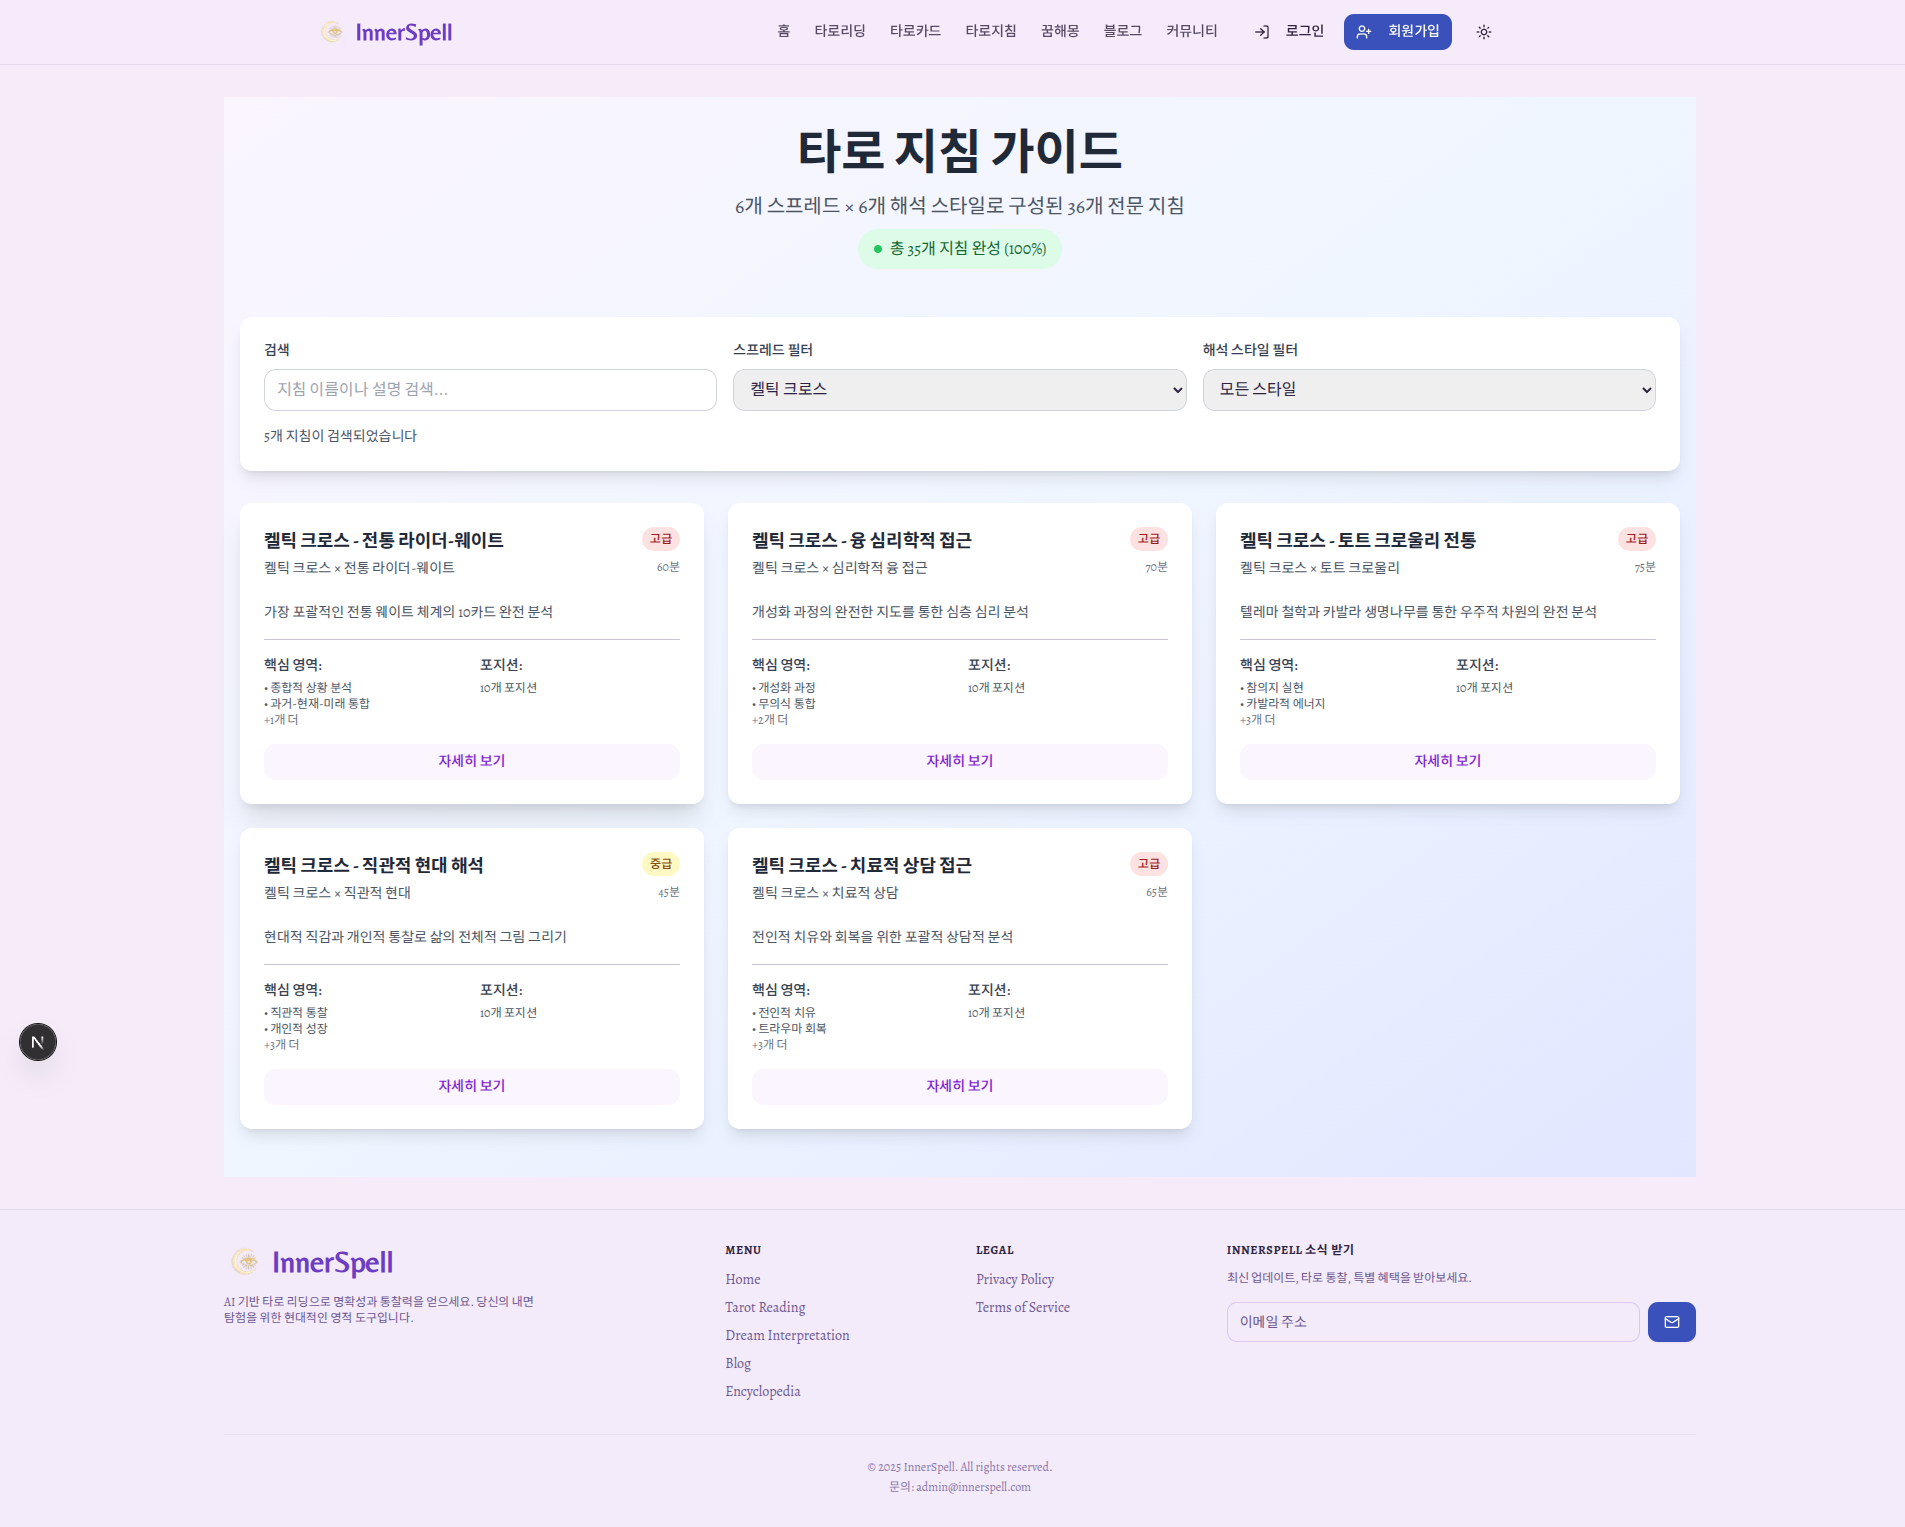 InnerSpell
홈 타로리딩 타로카드 타로지침 꿈해몽 블로그 커뮤니티 로그인 회원가입
타로 지침 가이드
6개 스프레드 × 6개 해석 스타일로 구성된 36개 전문 지침
총 35개 지침 완성 (100%)
검색
지침 이름이나 설명 검색...
스프레드 필터
켈틱 크로스
해석 스타일 필터
모든 스타일
5개 지침이 검색되었습니다
켈틱 크로스 - 전통 라이더-웨이트
고급
켈틱 크로스 × 전통 라이더-웨이트
60분
가장 포괄적인 전통 웨이트 체계의 10카드 완전 분석
핵심 영역:
• 종합적 상황 분석
• 과거-현재-미래 통합
+1개 더
포지션:
10개 포지션
자세히 보기
켈틱 크로스 - 융 심리학적 접근
고급
켈틱 크로스 × 심리학적 융 접근
70분
개성화 과정의 완전한 지도를 통한 심층 심리 분석
핵심 영역:
• 개성화 과정
• 무의식 통합
+2개 더
포지션:
10개 포지션
자세히 보기
켈틱 크로스 - 토트 크로울리 전통
고급
켈틱 크로스 × 토트 크로울리
75분
텔레마 철학과 카발라 생명나무를 통한 우주적 차원의 완전 분석
핵심 영역:
• 참의지 실현
• 카발라적 에너지
+3개 더
포지션:
10개 포지션
자세히 보기
켈틱 크로스 - 직관적 현대 해석
중급
켈틱 크로스 × 직관적 현대
45분
현대적 직감과 개인적 통찰로 삶의 전체적 그림 그리기
핵심 영역:
• 직관적 통찰
• 개인적 성장
+3개 더
포지션:
10개 포지션
자세히 보기
켈틱 크로스 - 치료적 상담 접근
고급
켈틱 크로스 × 치료적 상담
65분
전인적 치유와 회복을 위한 포괄적 상담적 분석
핵심 영역:
• 전인적 치유
• 트라우마 회복
+3개 더
포지션:
10개 포지션
자세히 보기
N
InnerSpell
AI 기반 타로 리딩으로 명확성과 통찰력을 얻으세요. 당신의 내면
탐험을 위한 현대적인 영적 도구입니다.
MENU
Home
Tarot Reading
Dream Interpretation
Blog
Encyclopedia
LEGAL
Privacy Policy
Terms of Service
INNERSPELL 소식 받기
최신 업데이트, 타로 통찰, 특별 혜택을 받아보세요.
이메일 주소
© 2025 InnerSpell. All rights reserved.
문의: admin@innerspell.com